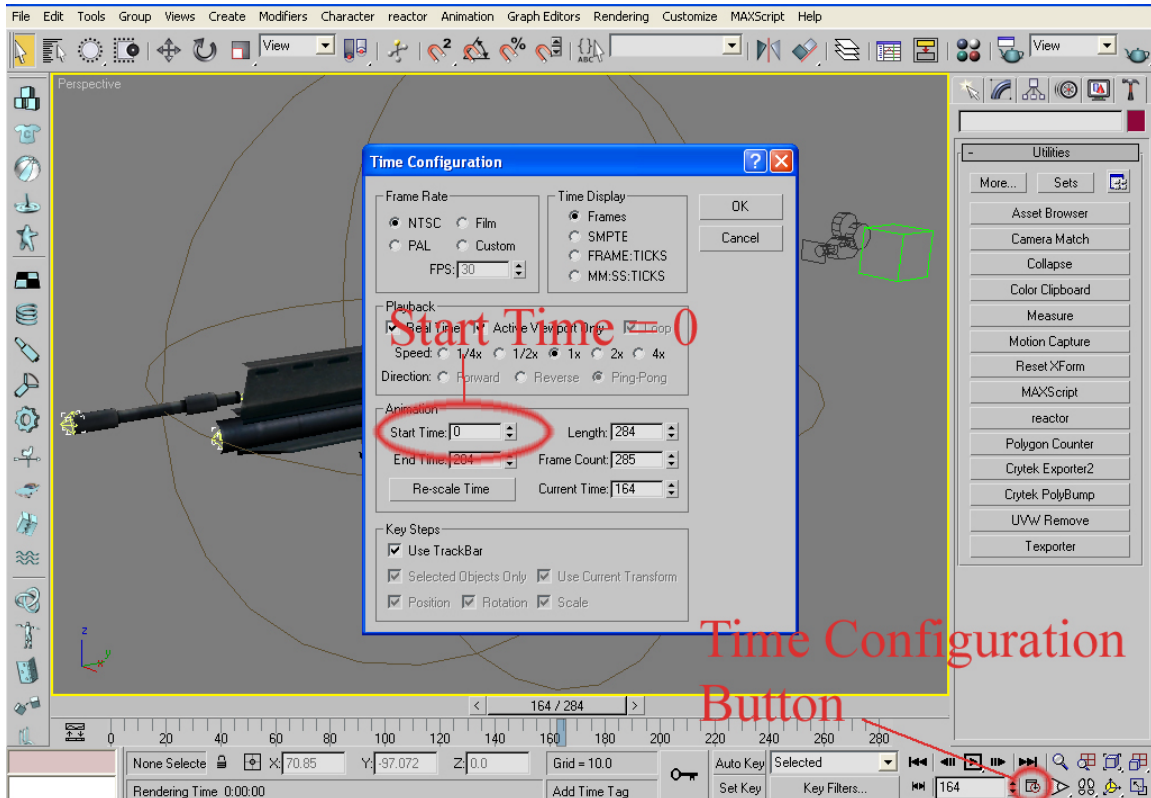 File Edit Tools Group Views Create Modifiers Character reactor Animation Graph Editors Rendering Customize MAXScript Help
View
ABC
View
Perspective
Time Configuration
Frame Rate
NTSC Film
PAL Custom
FPS: 30
Time Display
Frames
SMPTE
FRAME:TICKS
MM:SS:TICKS
OK
Cancel
Playback
Real Time Active Viewport Only Loop
Start Time = 0
Speed: 1/4x 1/2x 1x 2x 4x
Direction: Forward Reverse Ping-Pong
Animation
Start Time: 0 Length: 284
End Time: 284 Frame Count: 285
Re-scale Time Current Time: 164
Key Steps
Use TrackBar
Selected Objects Only Use Current Transform
Position Rotation Scale
- Utilities
More... Sets
Asset Browser
Camera Match
Collapse
Color Clipboard
Measure
Motion Capture
Reset XForm
MAXScript
reactor
Polygon Counter
Crytek Exporter2
Crytek PolyBump
UVW Remove
Texporter
Time Configuration
Button
z
y
x
< 164 / 284 >
0 20 40 60 80 100 120 140 160 180 200 220 240 260 280
None Selecte X: 70.85 Y: -97.072 Z: 0.0 Grid = 10.0 Auto Key Selected
Rendering Time 0:00:00 Add Time Tag Set Key Key Filters... 164